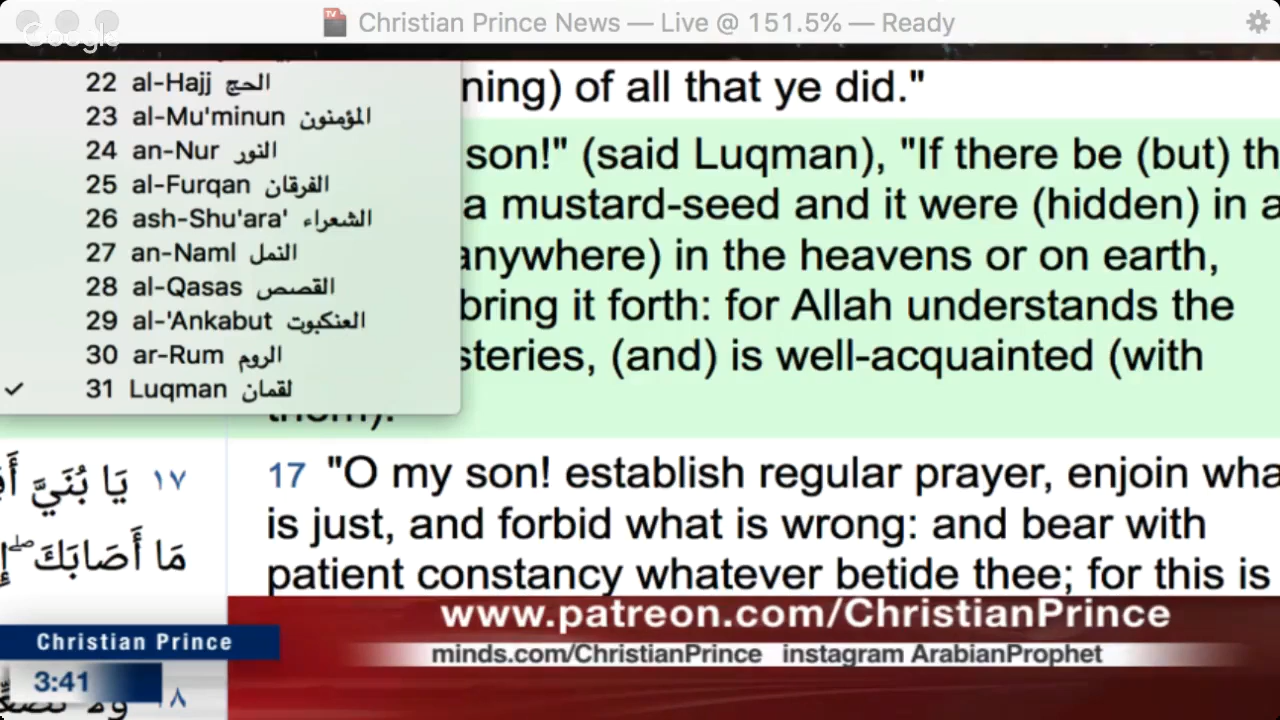 Christian Prince News — Live @ 151.5% — Ready
Google
22 al-Hajj الحج
23 al-Mu'minun المؤمنون
24 an-Nur النور
25 al-Furqan الفرقان
26 ash-Shu'ara' الشعراء
27 an-Naml النمل
28 al-Qasas القصص
29 al-'Ankabut العنكبوت
30 ar-Rum الروم
✓ 31 Luqman لقمان
ning) of all that ye did."
son!" (said Luqman), "If there be (but) th
a mustard-seed and it were (hidden) in a
anywhere) in the heavens or on earth,
bring it forth: for Allah understands the
steries, (and) is well-acquainted (with
them).
17 "O my son! establish regular prayer, enjoin wha
is just, and forbid what is wrong: and bear with
patient constancy whatever betide thee; for this is
١٧ يَا بُنَيَّ
مَا أَصَابَكَ ۖ
١٨
www.patreon.com/ChristianPrince
minds.com/ChristianPrince instagram ArabianProphet
Christian Prince
3:41